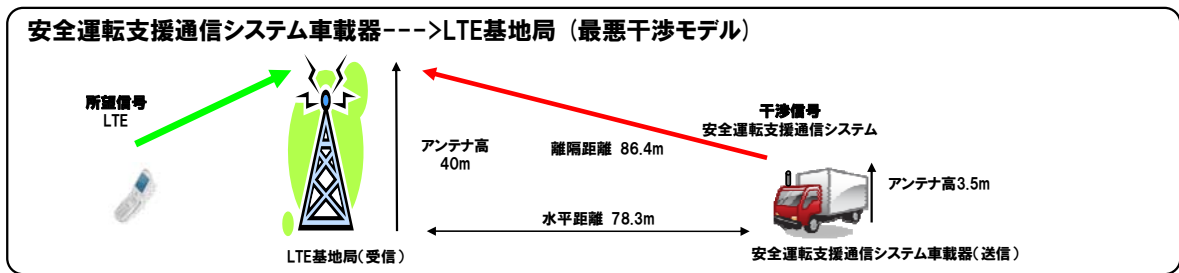 安全運転支援通信システム車載器--->LTE基地局 (最悪干渉モデル)
所望信号
LTE
アンテナ高
40m
離隔距離 86.4m
干渉信号
安全運転支援通信システム
アンテナ高3.5m
水平距離 78.3m
LTE基地局(受信)
安全運転支援通信システム車載器(送信)